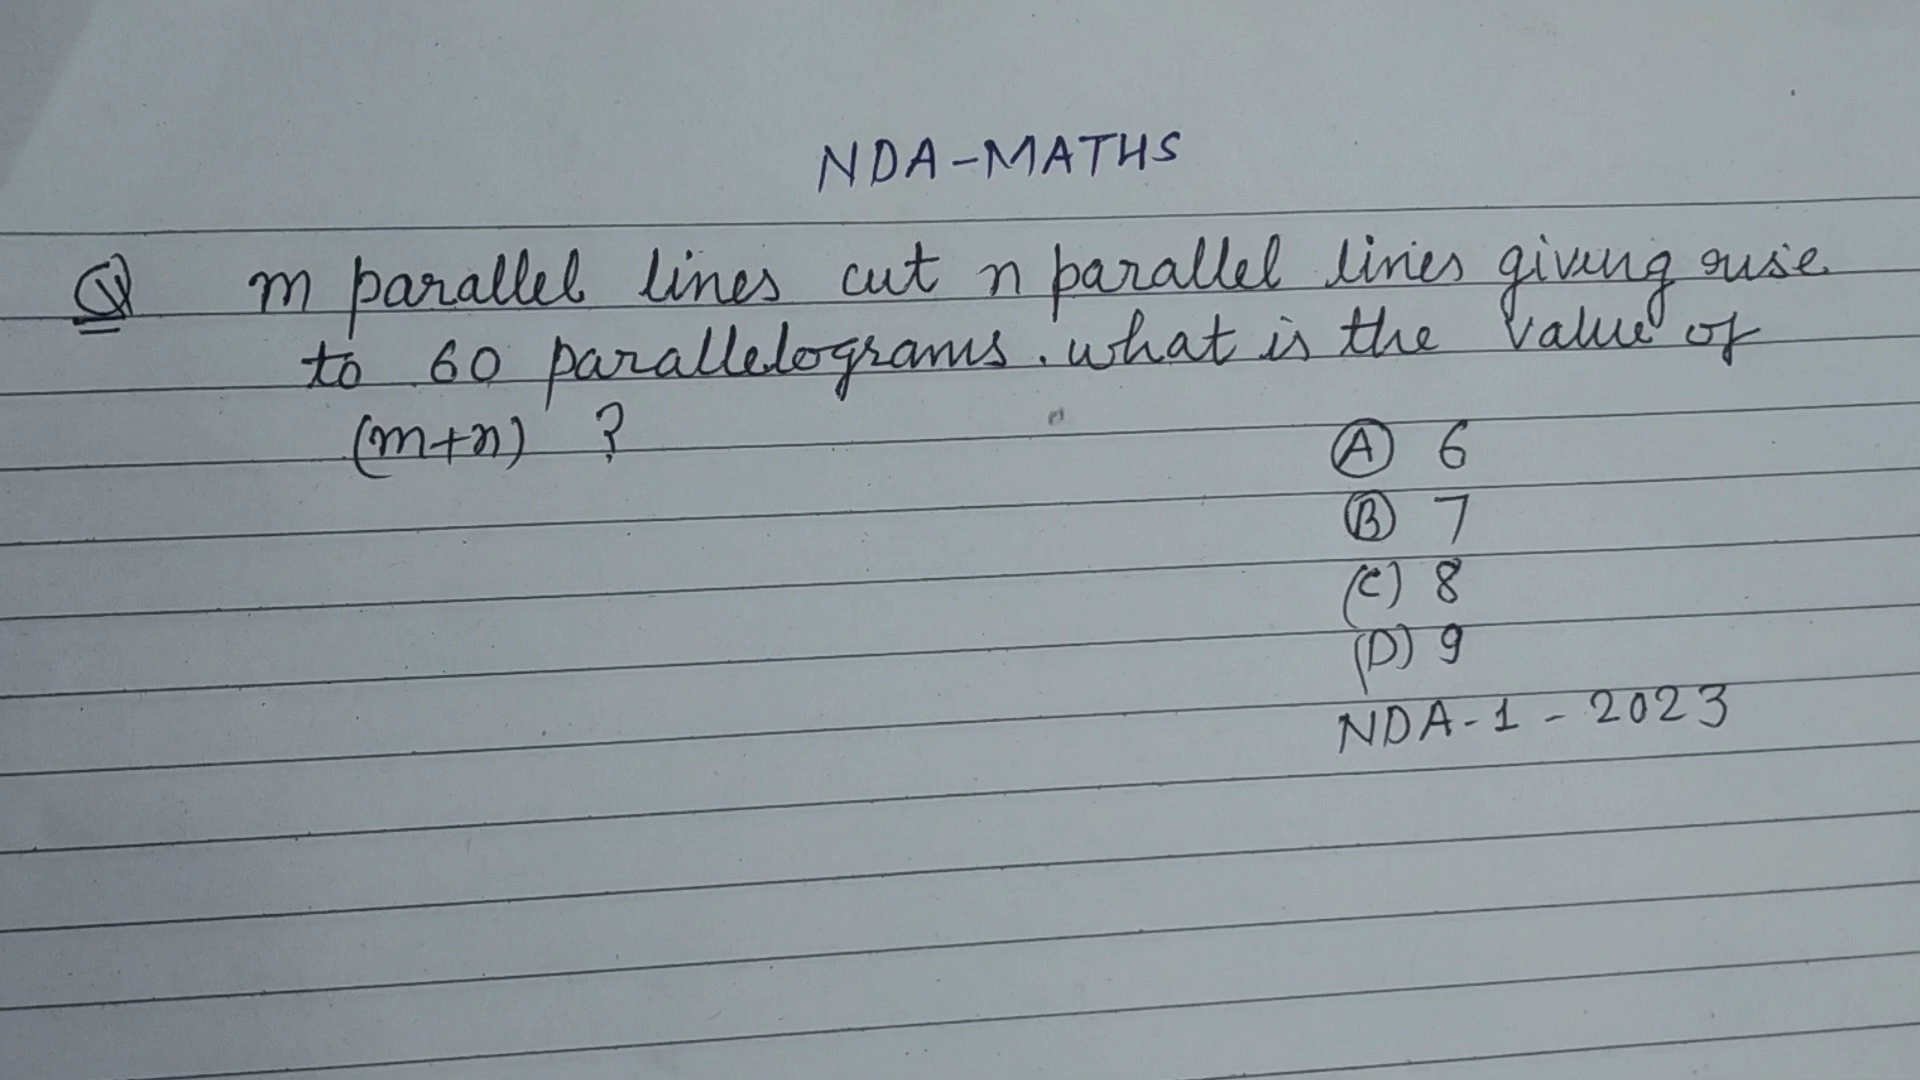 NDA-MATHS
Q m parallel lines cut n parallel lines giving rise
to 60 parallelograms. what is the value of
(m+n) ?
(A) 6
(B) 7
(C) 8
(D) 9
NDA-1-2023